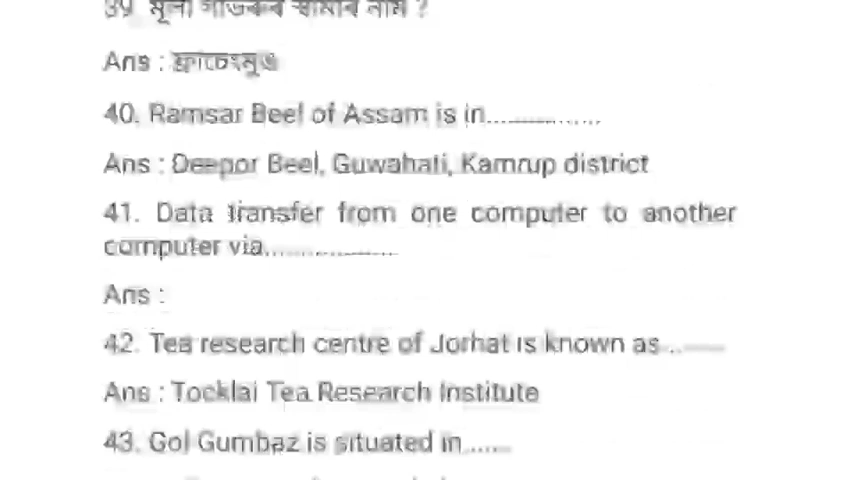 39. মূলা গাভৰুৰ স্বামীৰ নাম ?
Ans :
40. Ramsar Beel of Assam is in................
Ans : Deepor Beel, Guwahati, Kamrup district
41. Data transfer from one computer to another
computer via...................
Ans :
42. Tea research centre of Jorhat is known as ........
Ans : Tocklai Tea Research Institute
43. Gol Gumbaz is situated in ......